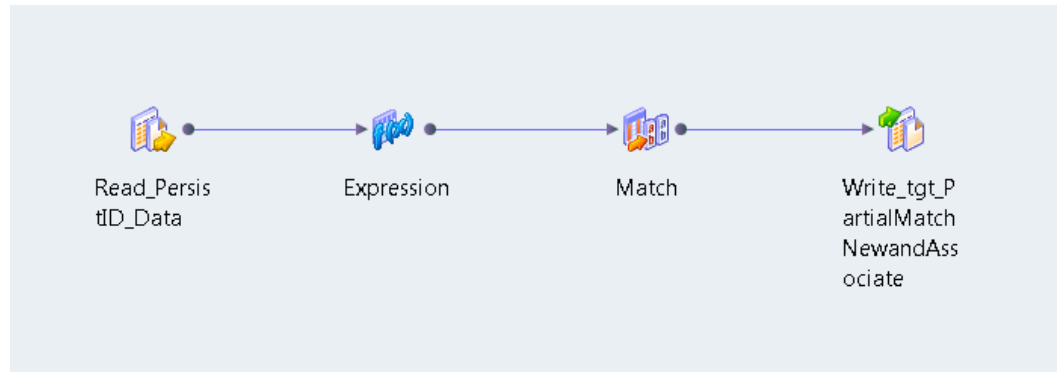 Read_Persis
tID_Data
Expression
Match
Write_tgt_P
artialMatch
NewandAss
ociate